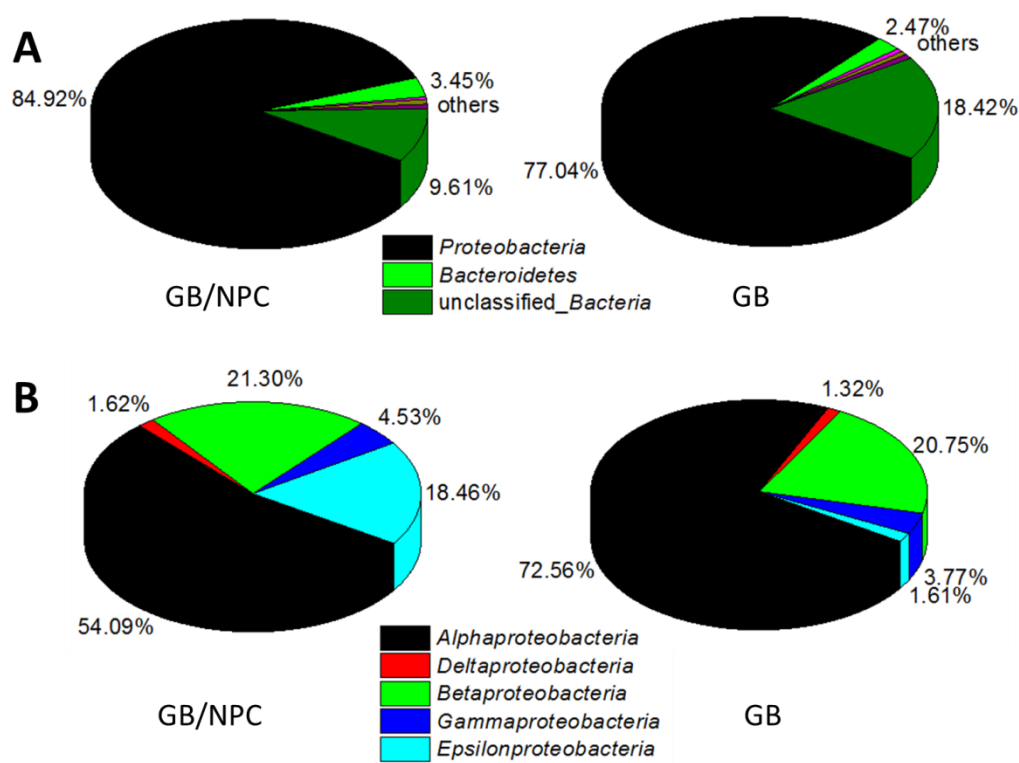 A
84.92%
3.45%
others
9.61%
2.47%
others
18.42%
77.04%
Proteobacteria
Bacteroidetes
unclassified_Bacteria
GB/NPC
GB
B
1.62%
21.30%
4.53%
18.46%
54.09%
1.32%
20.75%
72.56%
3.77%
1.61%
Alphaproteobacteria
Deltaproteobacteria
Betaproteobacteria
Gammaproteobacteria
Epsilonproteobacteria
GB/NPC
GB